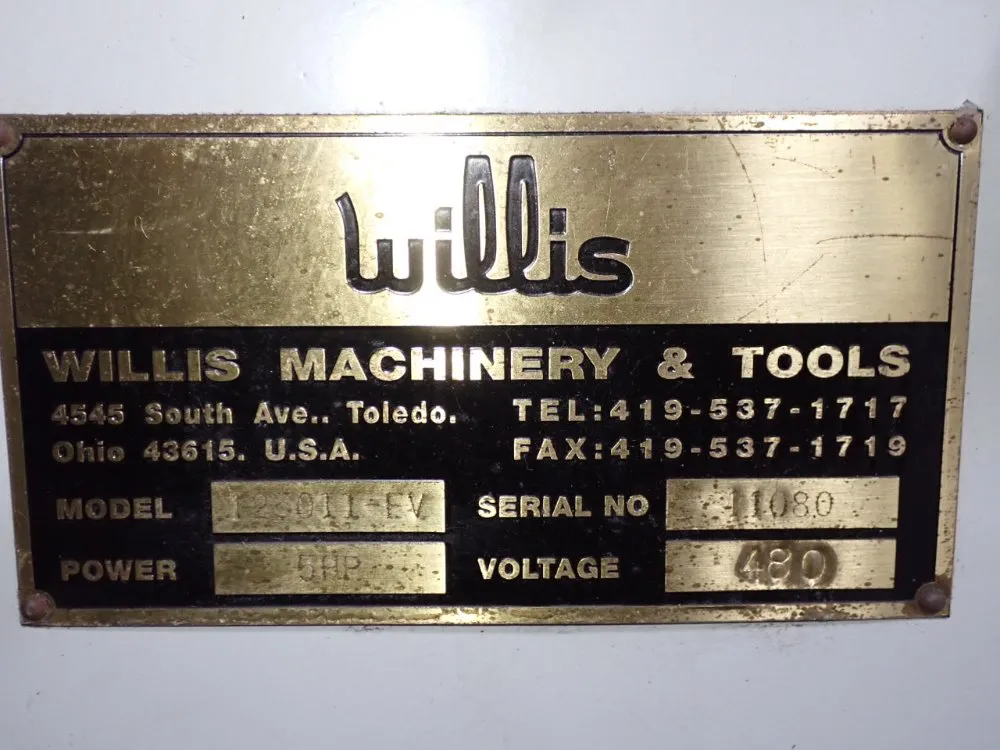 Willis
WILLIS MACHINERY & TOOLS
4545 South Ave.. Toledo. TEL:419-537-1717
Ohio 43615. U.S.A. FAX:419-537-1719
MODEL SERIAL NO 11080
POWER 5HP VOLTAGE 480